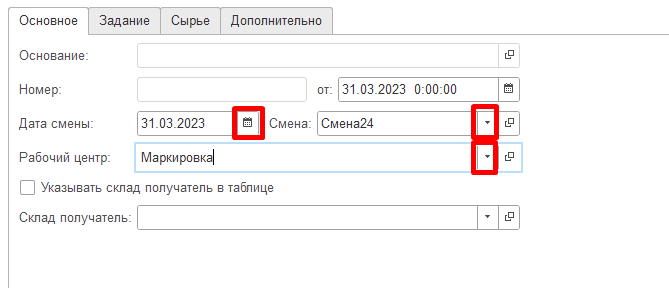 Основное Задание Сырье Дополнительно
Основание:
Номер: от: 31.03.2023 0:00:00
Дата смены: 31.03.2023 Смена: Смена24
Рабочий центр: Маркировка
Указывать склад получатель в таблице
Склад получатель: